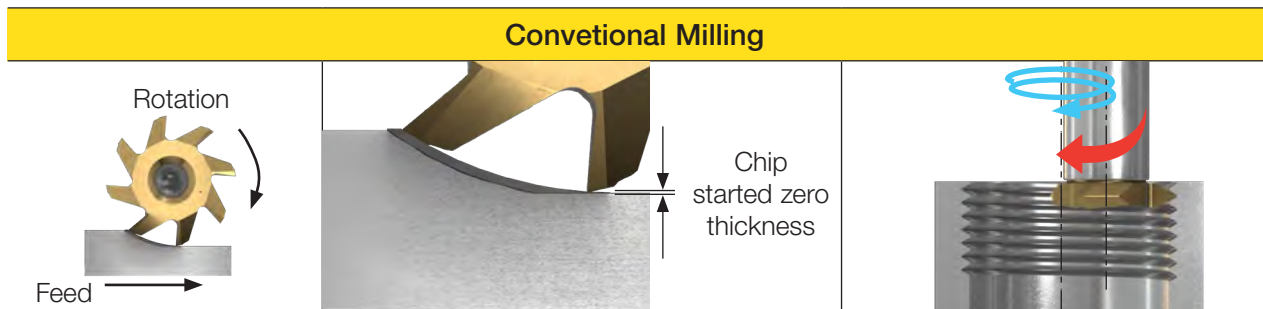 Convetional Milling
Rotation
Feed
Chip
started zero
thickness